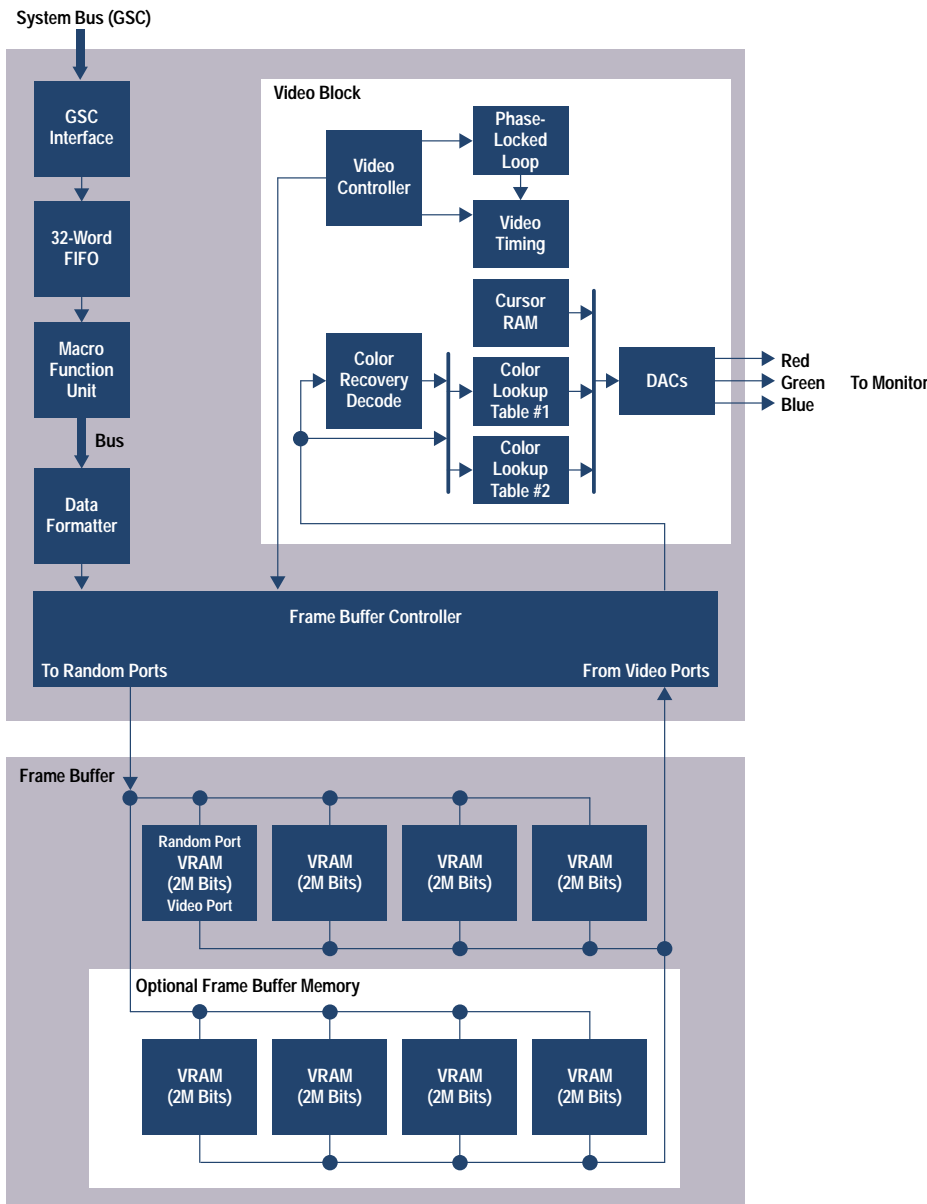 System Bus (GSC)
GSC
Interface
32-Word
FIFO
Macro
Function
Unit
Bus
Data
Formatter
Video Block
Video
Controller
Phase-
Locked
Loop
Video
Timing
Cursor
RAM
Color
Recovery
Decode
Color
Lookup
Table #1
Color
Lookup
Table #2
DACs
Red
Green
Blue
To Monitor
Frame Buffer Controller
To Random Ports
From Video Ports
Frame Buffer
Random Port
VRAM
(2M Bits)
Video Port
VRAM
(2M Bits)
VRAM
(2M Bits)
VRAM
(2M Bits)
Optional Frame Buffer Memory
VRAM
(2M Bits)
VRAM
(2M Bits)
VRAM
(2M Bits)
VRAM
(2M Bits)